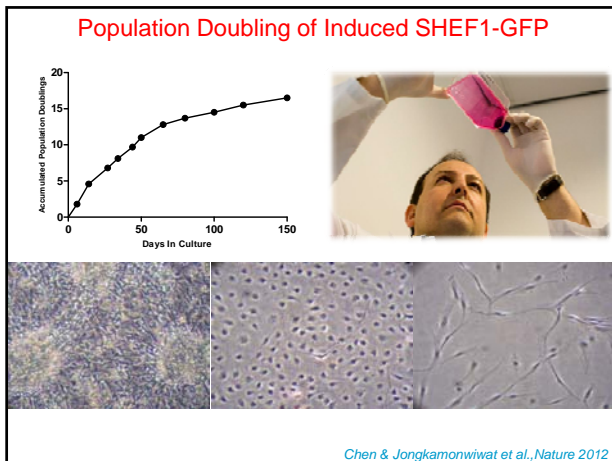 Population Doubling of Induced SHEF1-GFP
Accumulated Population Doublings
20
15
10
5
0
0 50 100 150
Days In Culture
Chen & Jongkamonwiwat et al.,Nature 2012